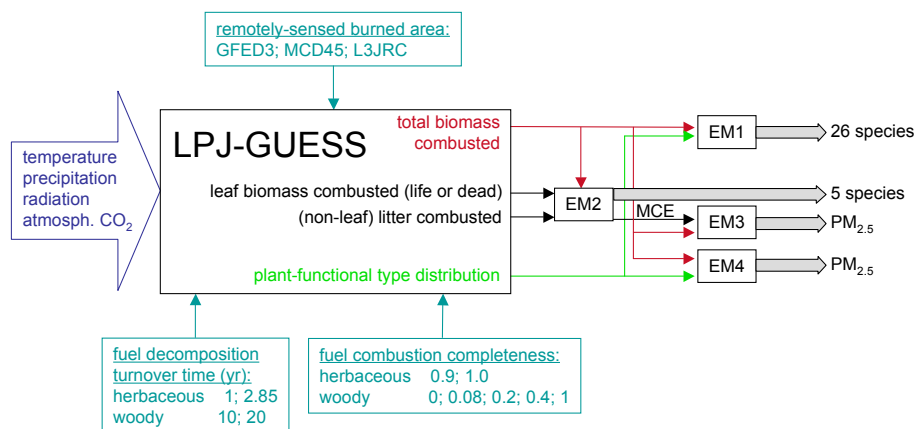 remotely-sensed burned area:
GFED3; MCD45; L3JRC
temperature
precipitation
radiation
atmosph. CO₂
LPJ-GUESS
total biomass
combusted
leaf biomass combusted (life or dead)
(non-leaf) litter combusted
plant-functional type distribution
EM1
26 species
EM2
5 species
MCE
EM3
PM₂.₅
EM4
PM₂.₅
fuel decomposition
turnover time (yr):
herbaceous 1; 2.85
woody 10; 20
fuel combustion completeness:
herbaceous 0.9; 1.0
woody 0; 0.08; 0.2; 0.4; 1